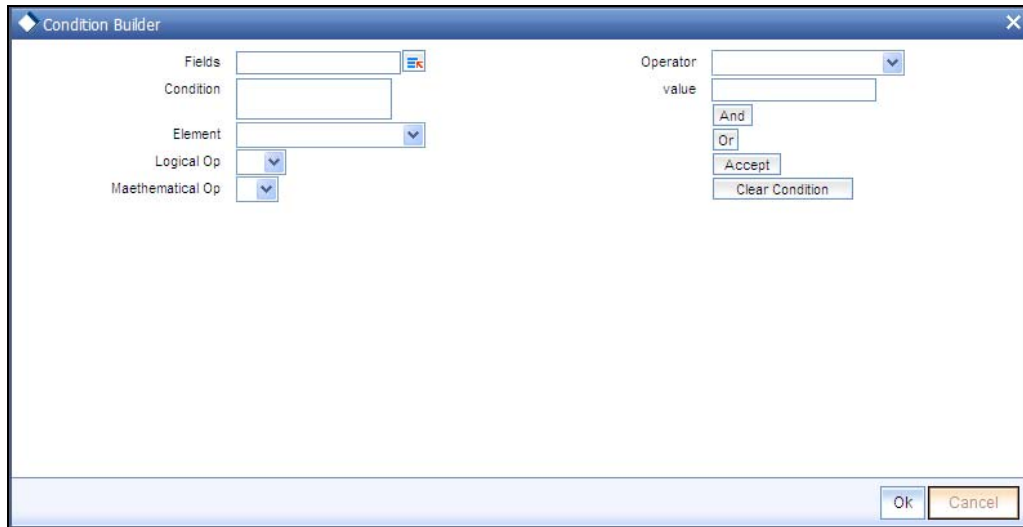 Condition Builder
Fields
Operator
Condition
value
And
Element
Or
Logical Op
Accept
Maethematical Op
Clear Condition
Ok
Cancel